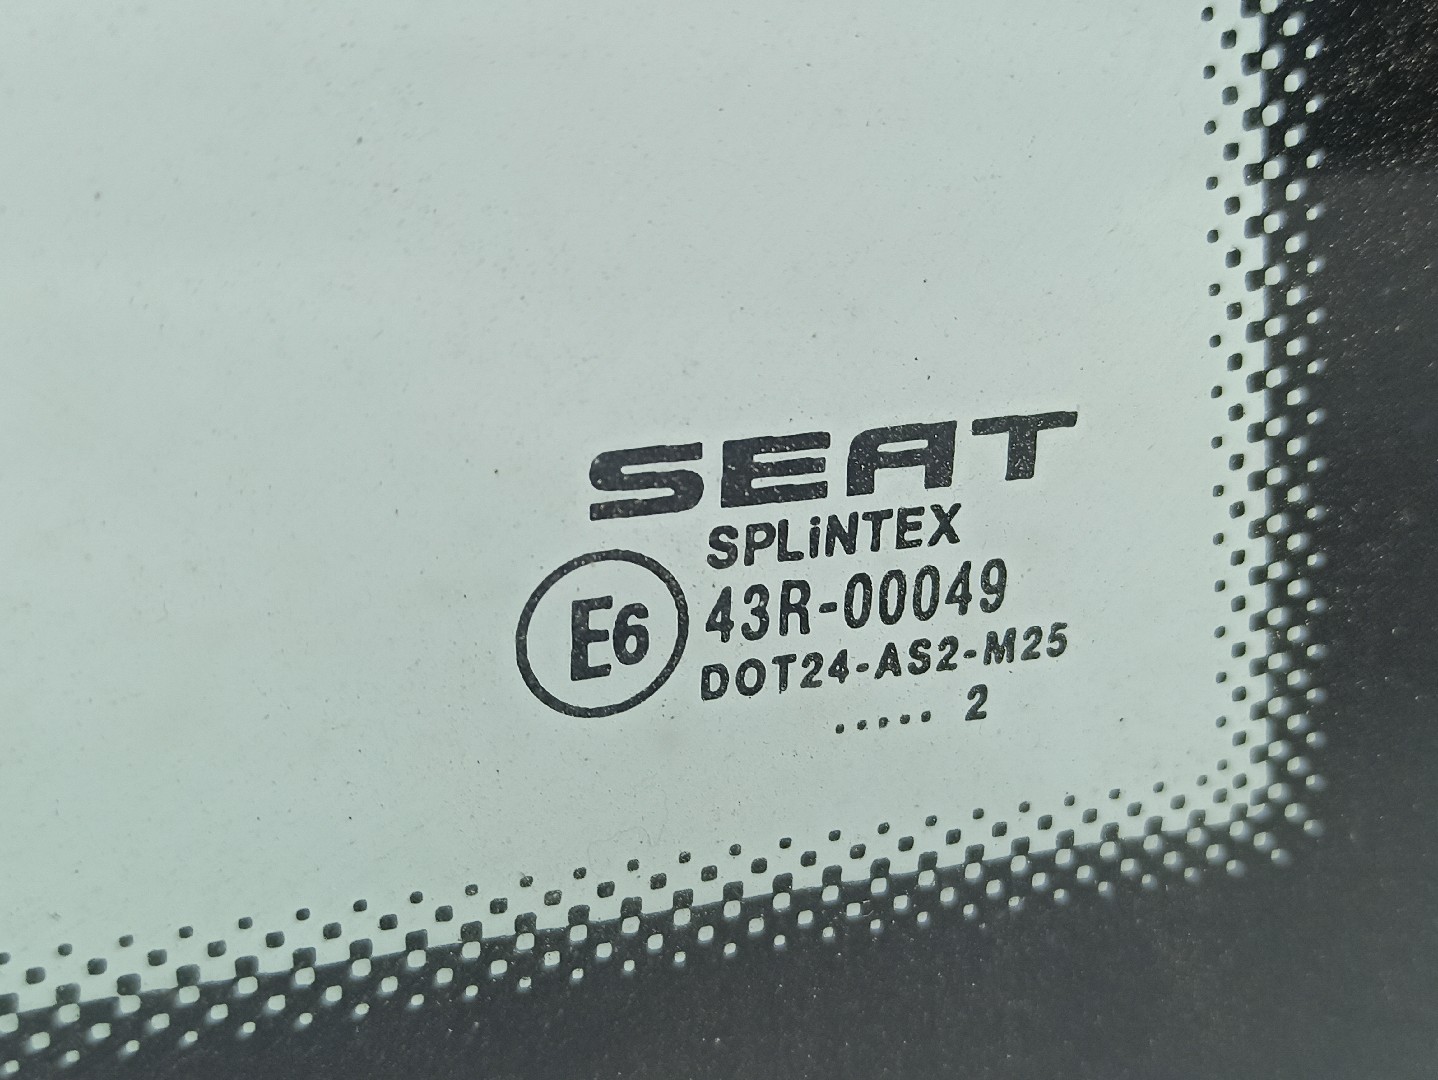 SEAT
SPLiNTEX
E6 43R-00049
DOT24-AS2-M25
..... 2